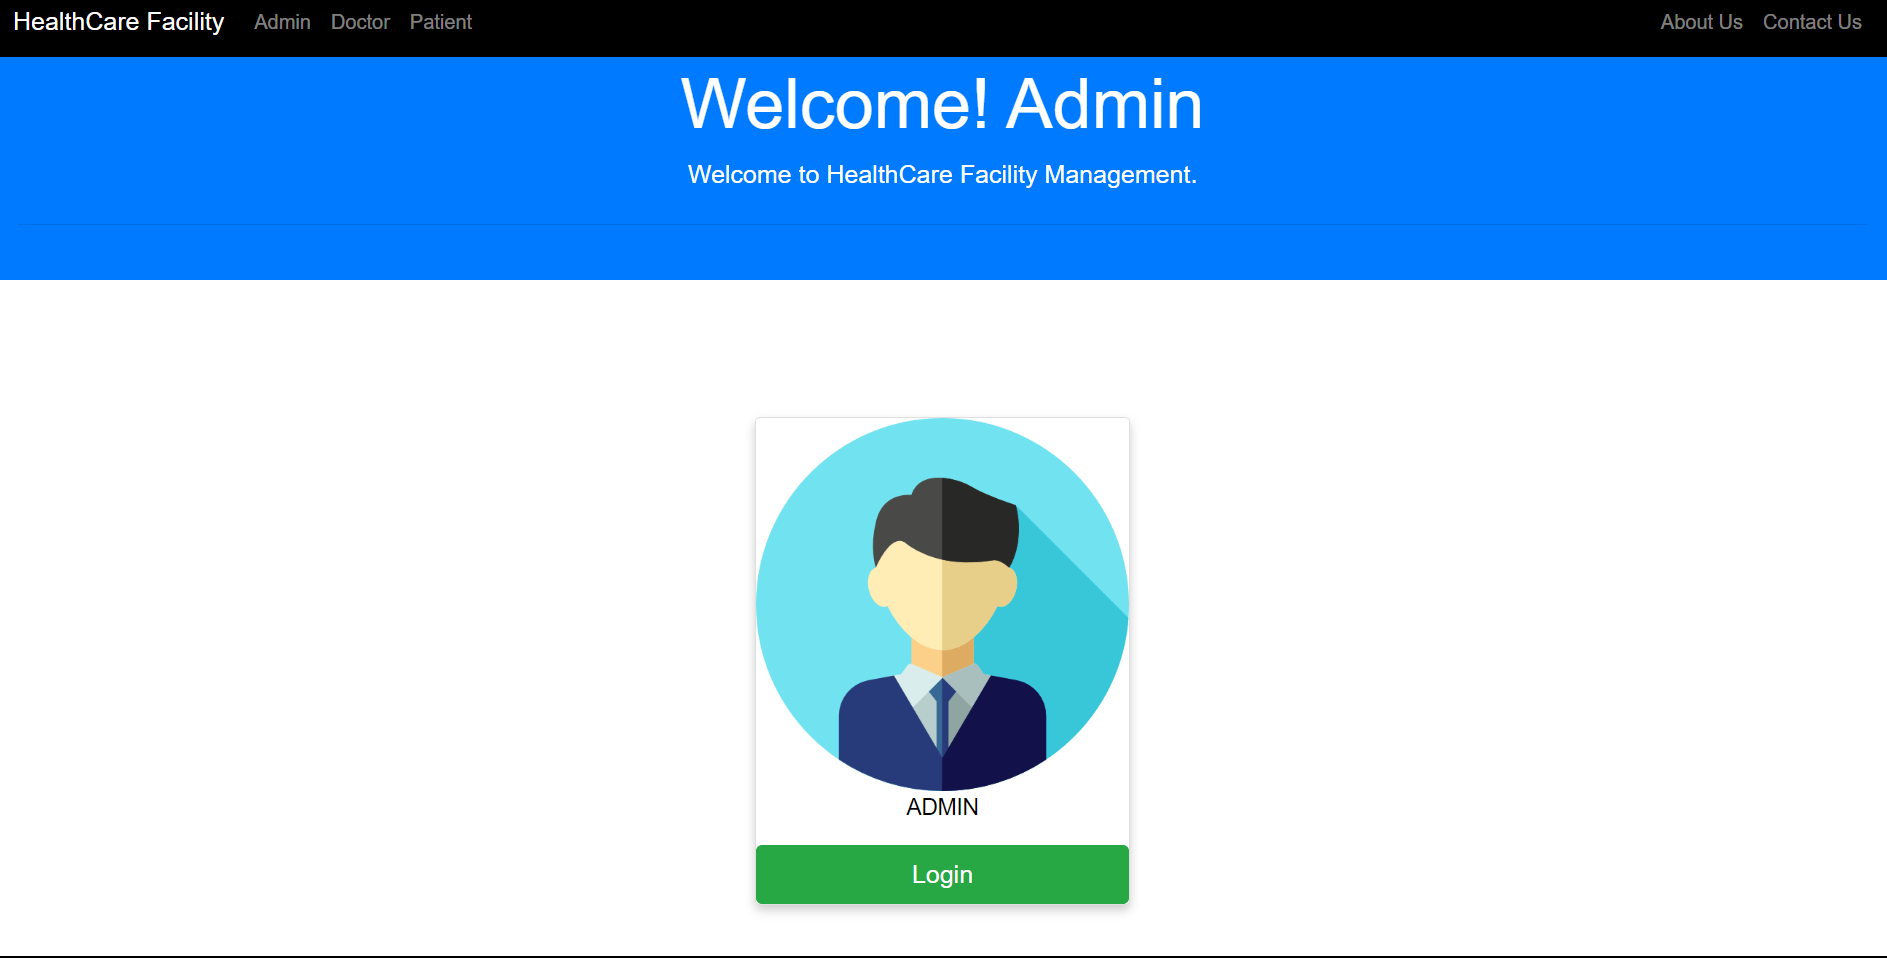 HealthCare Facility Admin Doctor Patient About Us Contact Us
Welcome! Admin
Welcome to HealthCare Facility Management.
ADMIN
Login